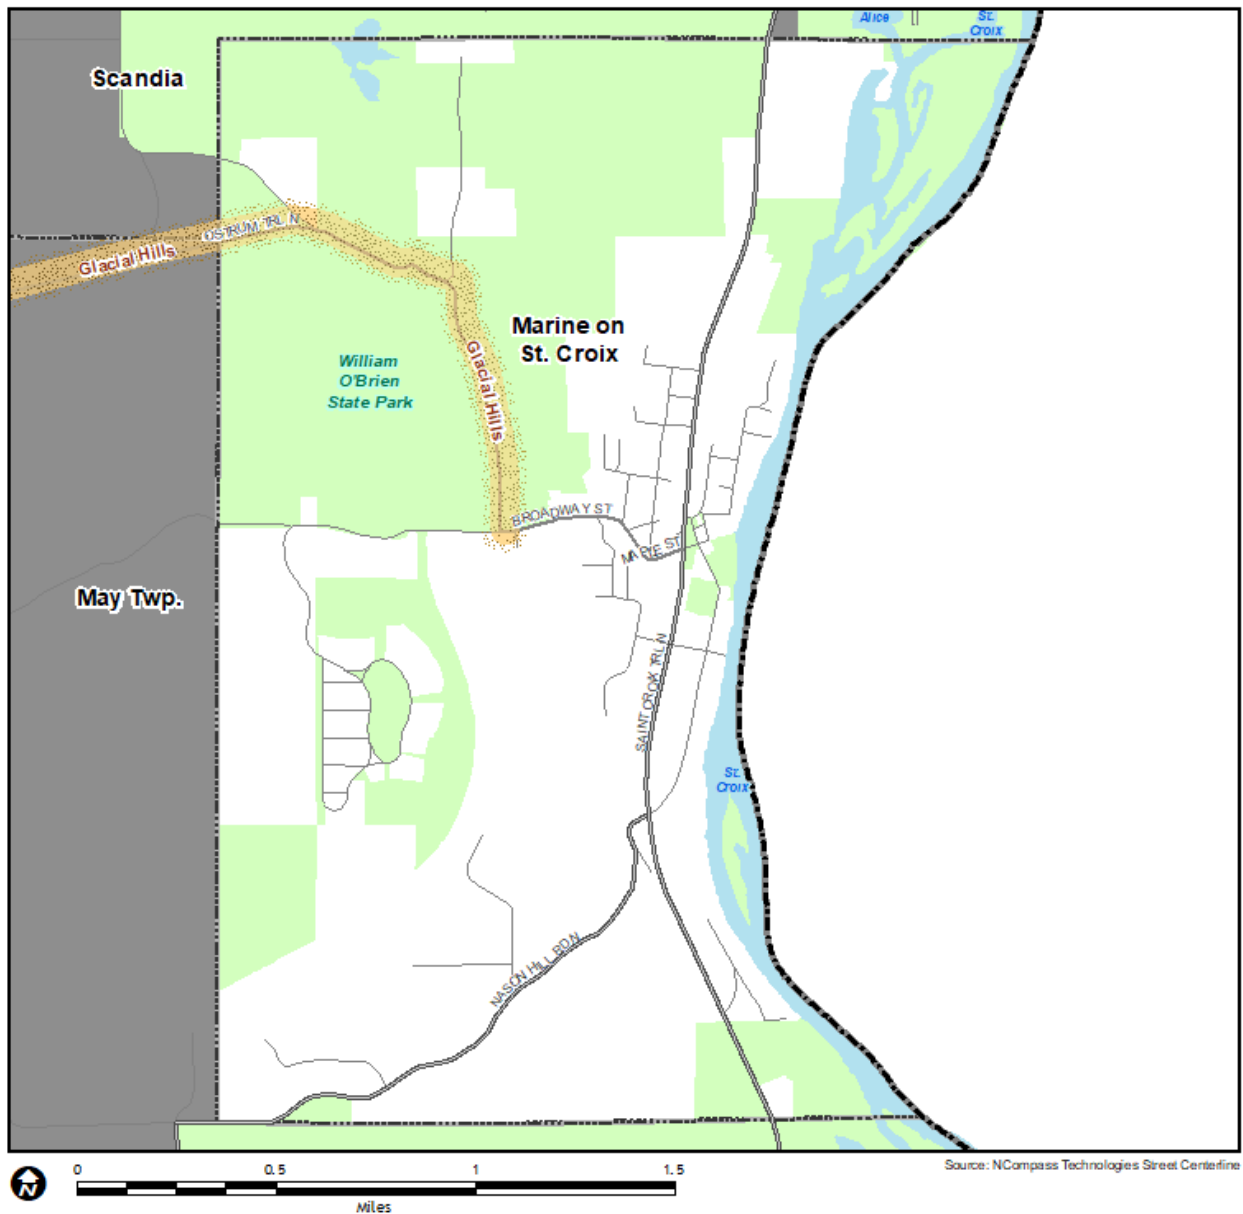 Alice
St.
Croix
Scandia
OSTRUM TRL N
Glacial Hills
Marine on
St. Croix
William
O'Brien
State Park
Glacial Hills
BROADWAY ST
MAPLE ST
May Twp.
SAINT CROIX TRL N
St.
Croix
NASON HILL RD N
0 0.5 1 1.5
Miles
Source: NCompass Technologies Street Centerline
N